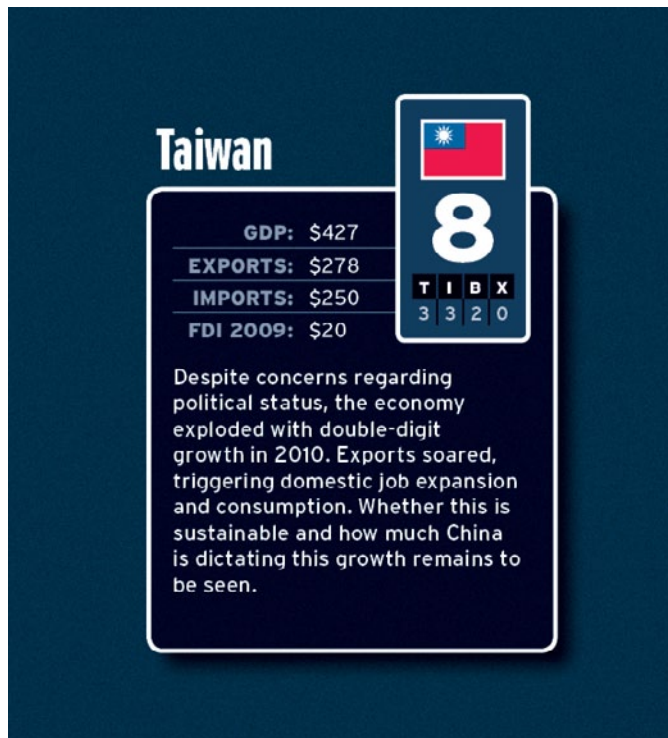 Taiwan
8
T I B X
3 3 2 0
GDP: $427
EXPORTS: $278
IMPORTS: $250
FDI 2009: $20
Despite concerns regarding
political status, the economy
exploded with double-digit
growth in 2010. Exports soared,
triggering domestic job expansion
and consumption. Whether this is
sustainable and how much China
is dictating this growth remains to
be seen.